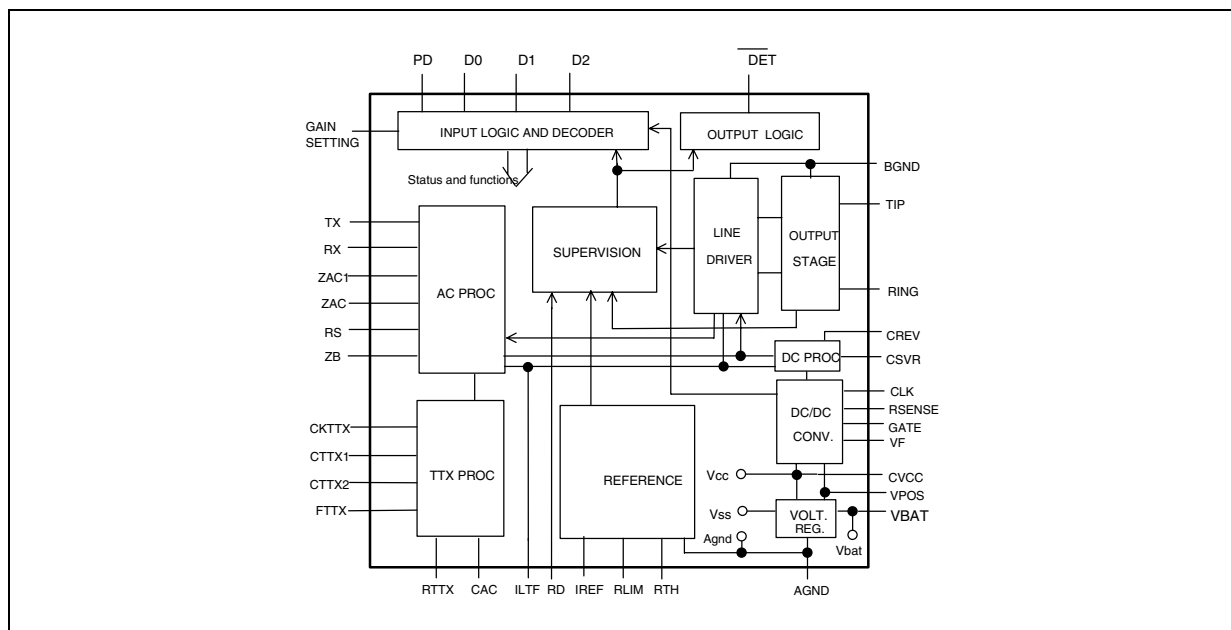 PD D0 D1 D2 DET
GAIN
SETTING
INPUT LOGIC AND DECODER
OUTPUT LOGIC
Status and functions
BGND
TIP
RING
CREV
CSVR
CLK
RSENSE
GATE
VF
CVCC
VPOS
VBAT
TX
RX
ZAC1
ZAC
RS
ZB
AC PROC
SUPERVISION
LINE
DRIVER
OUTPUT
STAGE
DC PROC
DC/DC
CONV.
CKTTX
CTTX1
CTTX2
FTTX
TTX PROC
REFERENCE
Vcc
Vss
Agnd
VOLT.
REG.
Vbat
RTTX CAC ILTF RD IREF RLIM RTH AGND